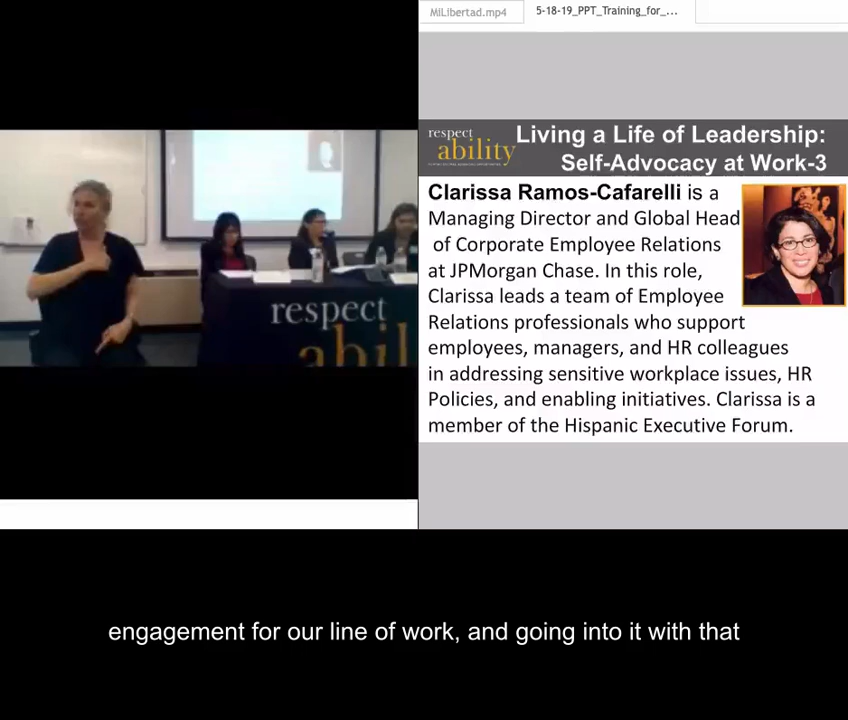 MiLibertad.mp4
5-18-19_PPT_Training_for_...
respect
ability
Living a Life of Leadership:
Self-Advocacy at Work-3
Clarissa Ramos-Cafarelli is a
Managing Director and Global Head
of Corporate Employee Relations
at JPMorgan Chase. In this role,
Clarissa leads a team of Employee
Relations professionals who support
employees, managers, and HR colleagues
in addressing sensitive workplace issues, HR
Policies, and enabling initiatives. Clarissa is a
member of the Hispanic Executive Forum.
respect
abil
engagement for our line of work, and going into it with that